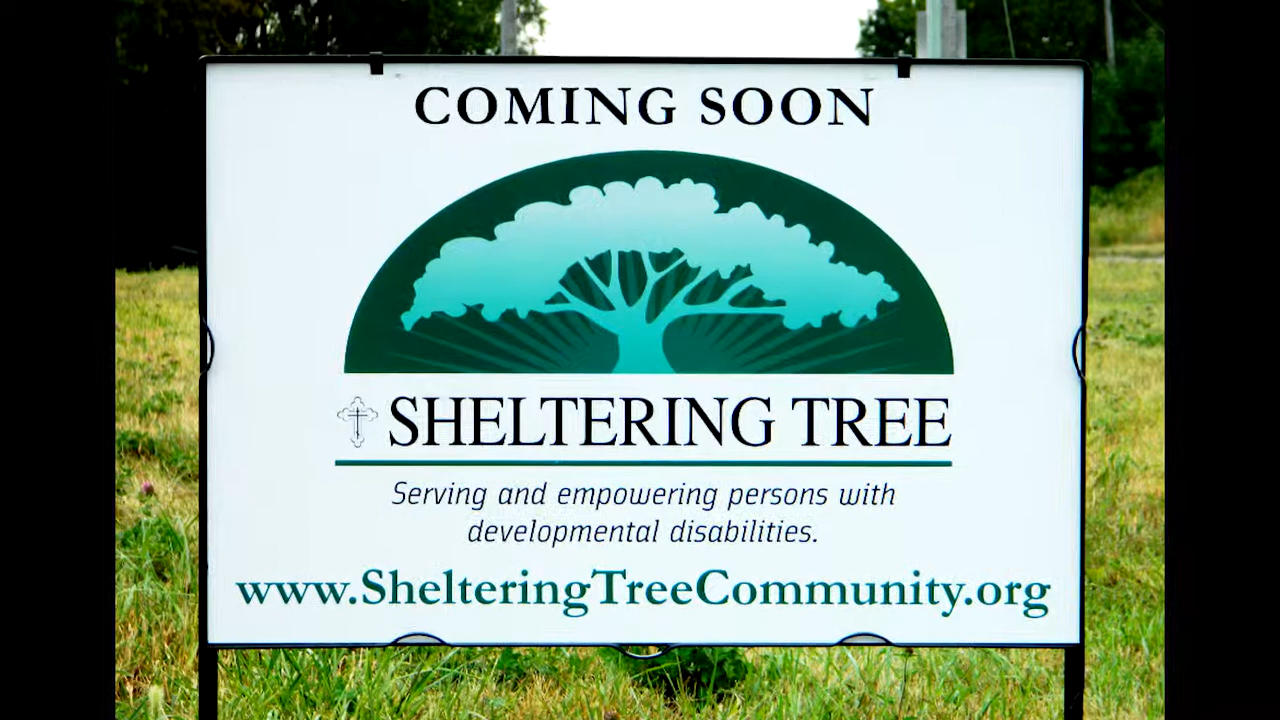 COMING SOON
SHELTERING TREE
Serving and empowering persons with
developmental disabilities.
www.ShelteringTreeCommunity.org